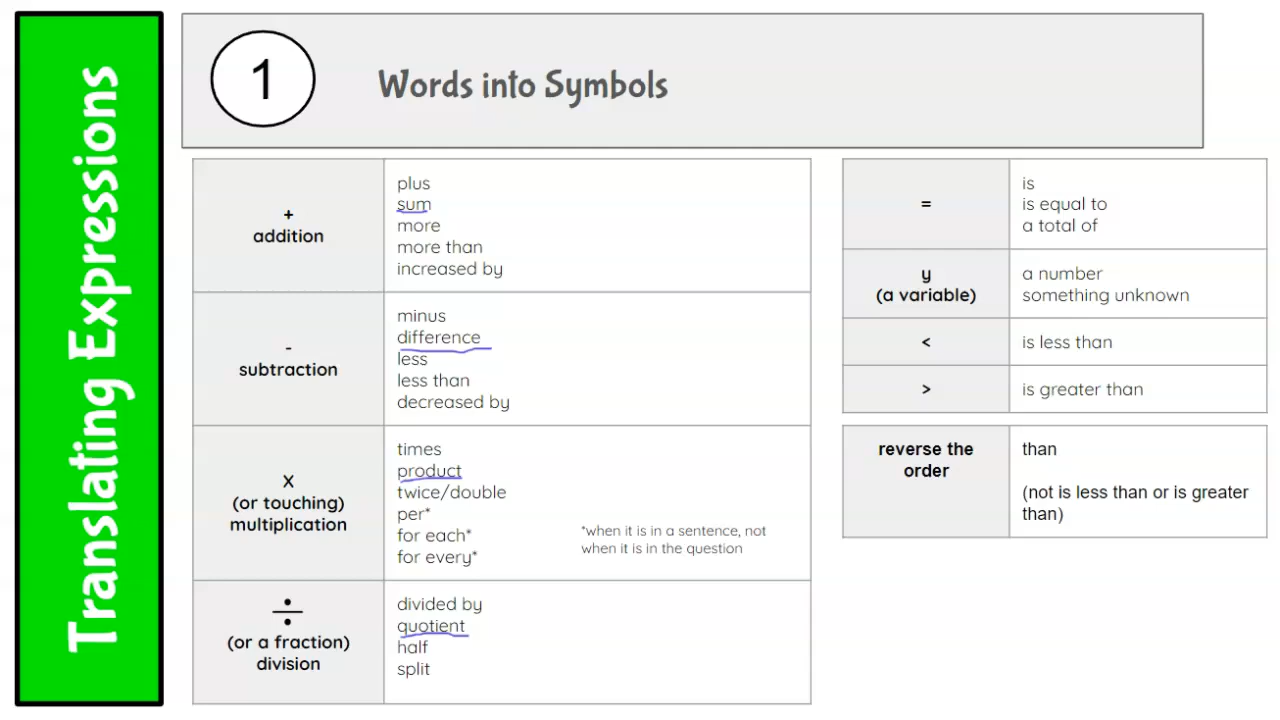 Translating Expressions
1
Words into Symbols
+
addition
plus
sum
more
more than
increased by
-
subtraction
minus
difference
less
less than
decreased by
x
(or touching)
multiplication
times
product
twice/double
per*
for each*
for every*
*when it is in a sentence, not
when it is in the question
÷
(or a fraction)
division
divided by
quotient
half
split
=
is
is equal to
a total of
y
(a variable)
a number
something unknown
<
is less than
>
is greater than
reverse the
order
than
(not is less than or is greater
than)